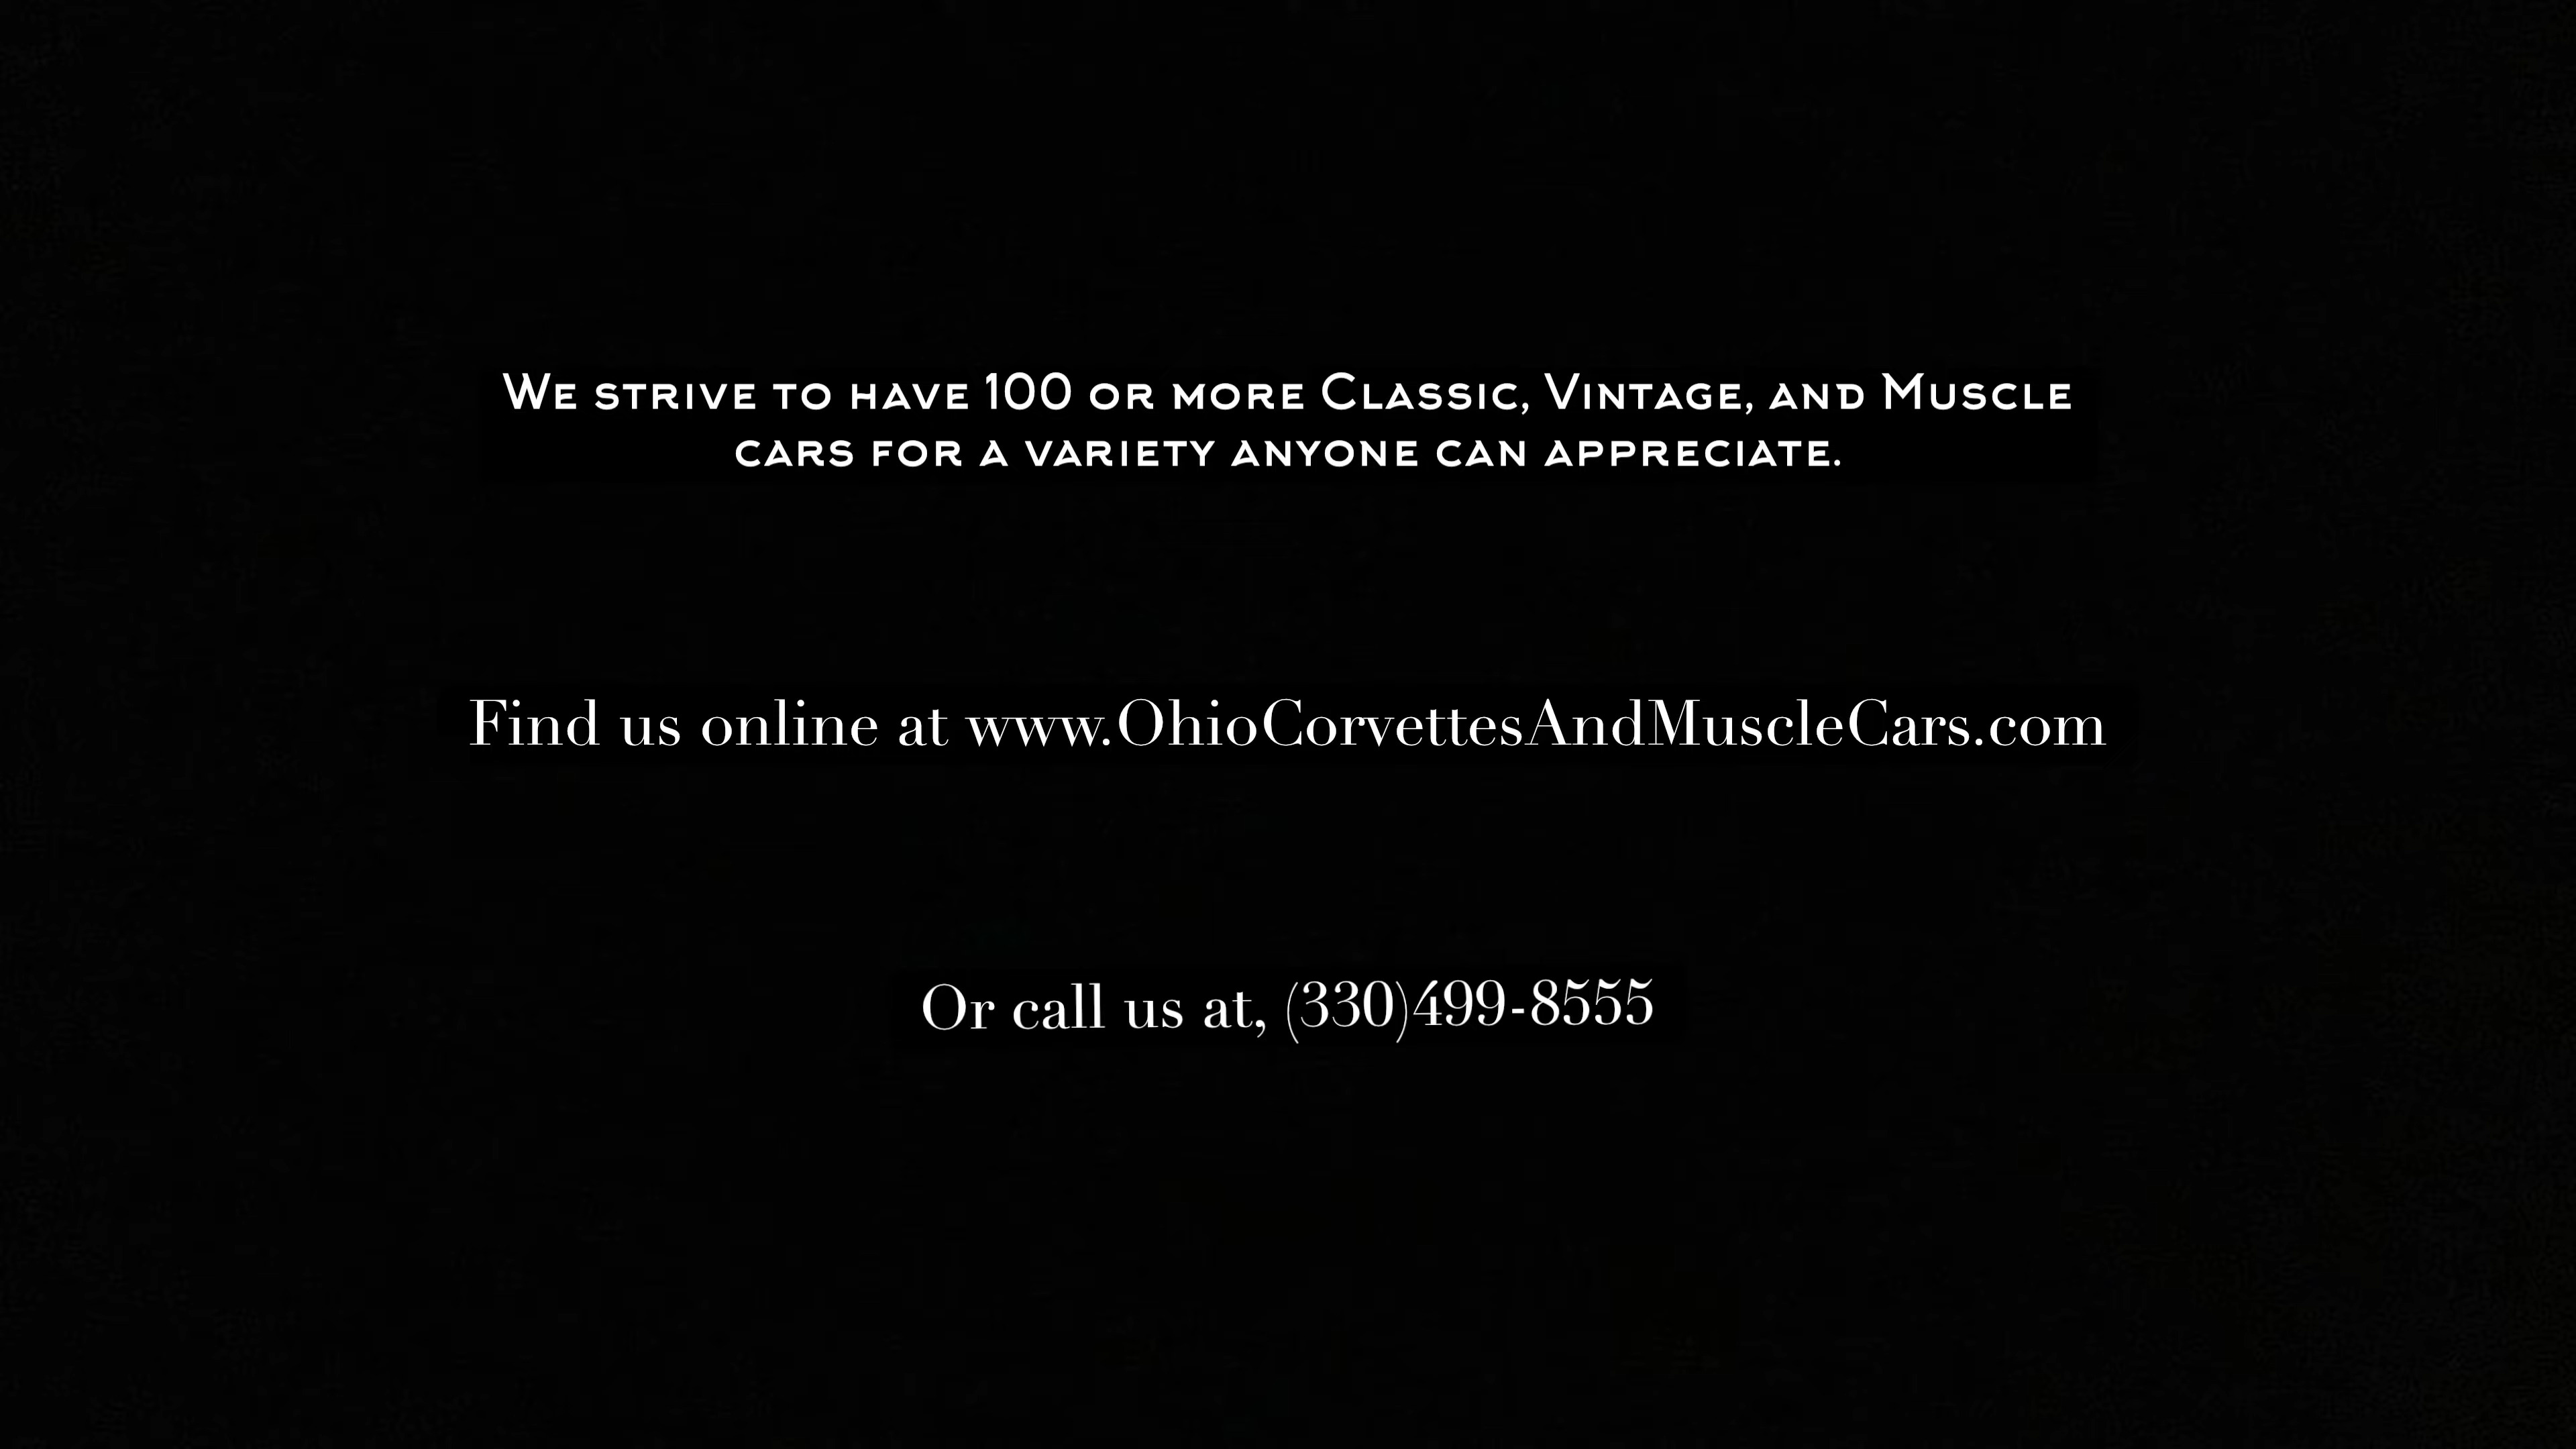 We strive to have 100 or more Classic, Vintage, and Muscle
cars for a variety anyone can appreciate.
Find us online at www.OhioCorvettesAndMuscleCars.com
Or call us at, (330)499-8555